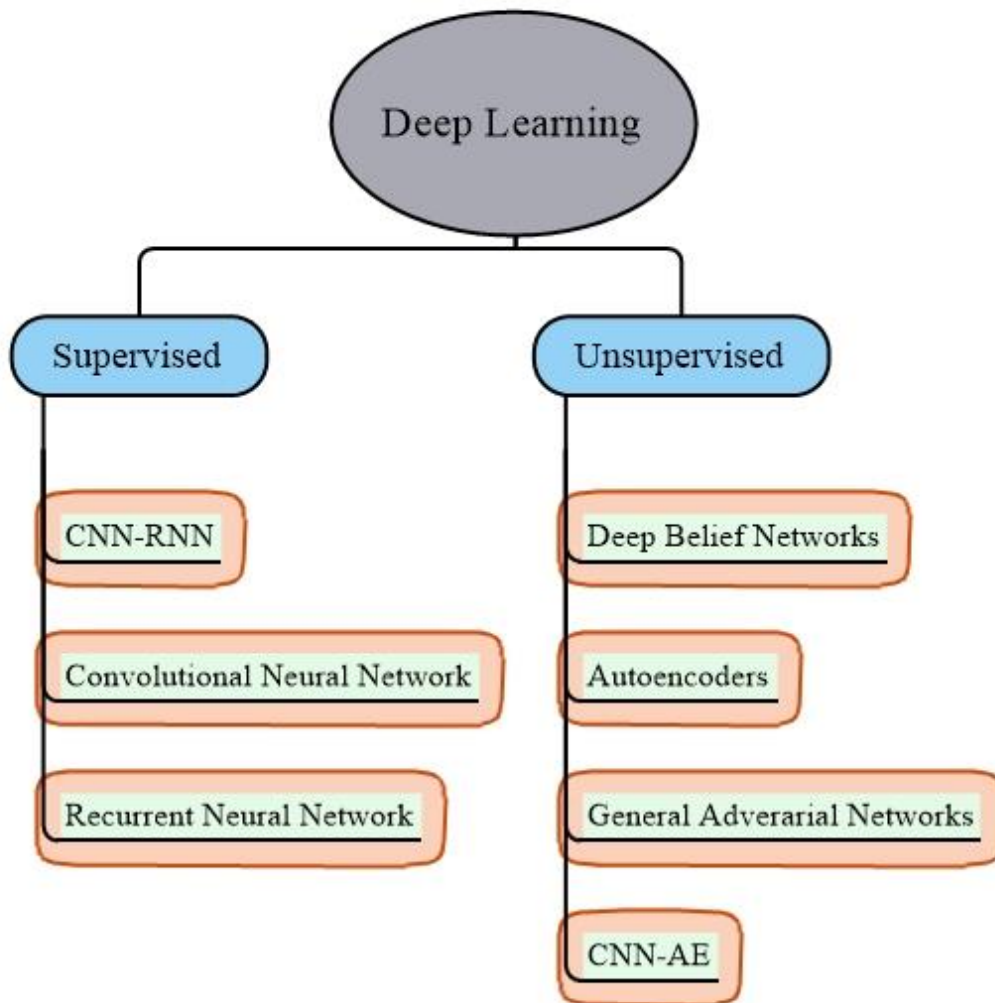 Deep Learning
Supervised
Unsupervised
CNN-RNN
Deep Belief Networks
Convolutional Neural Network
Autoencoders
Recurrent Neural Network
General Adverarial Networks
CNN-AE